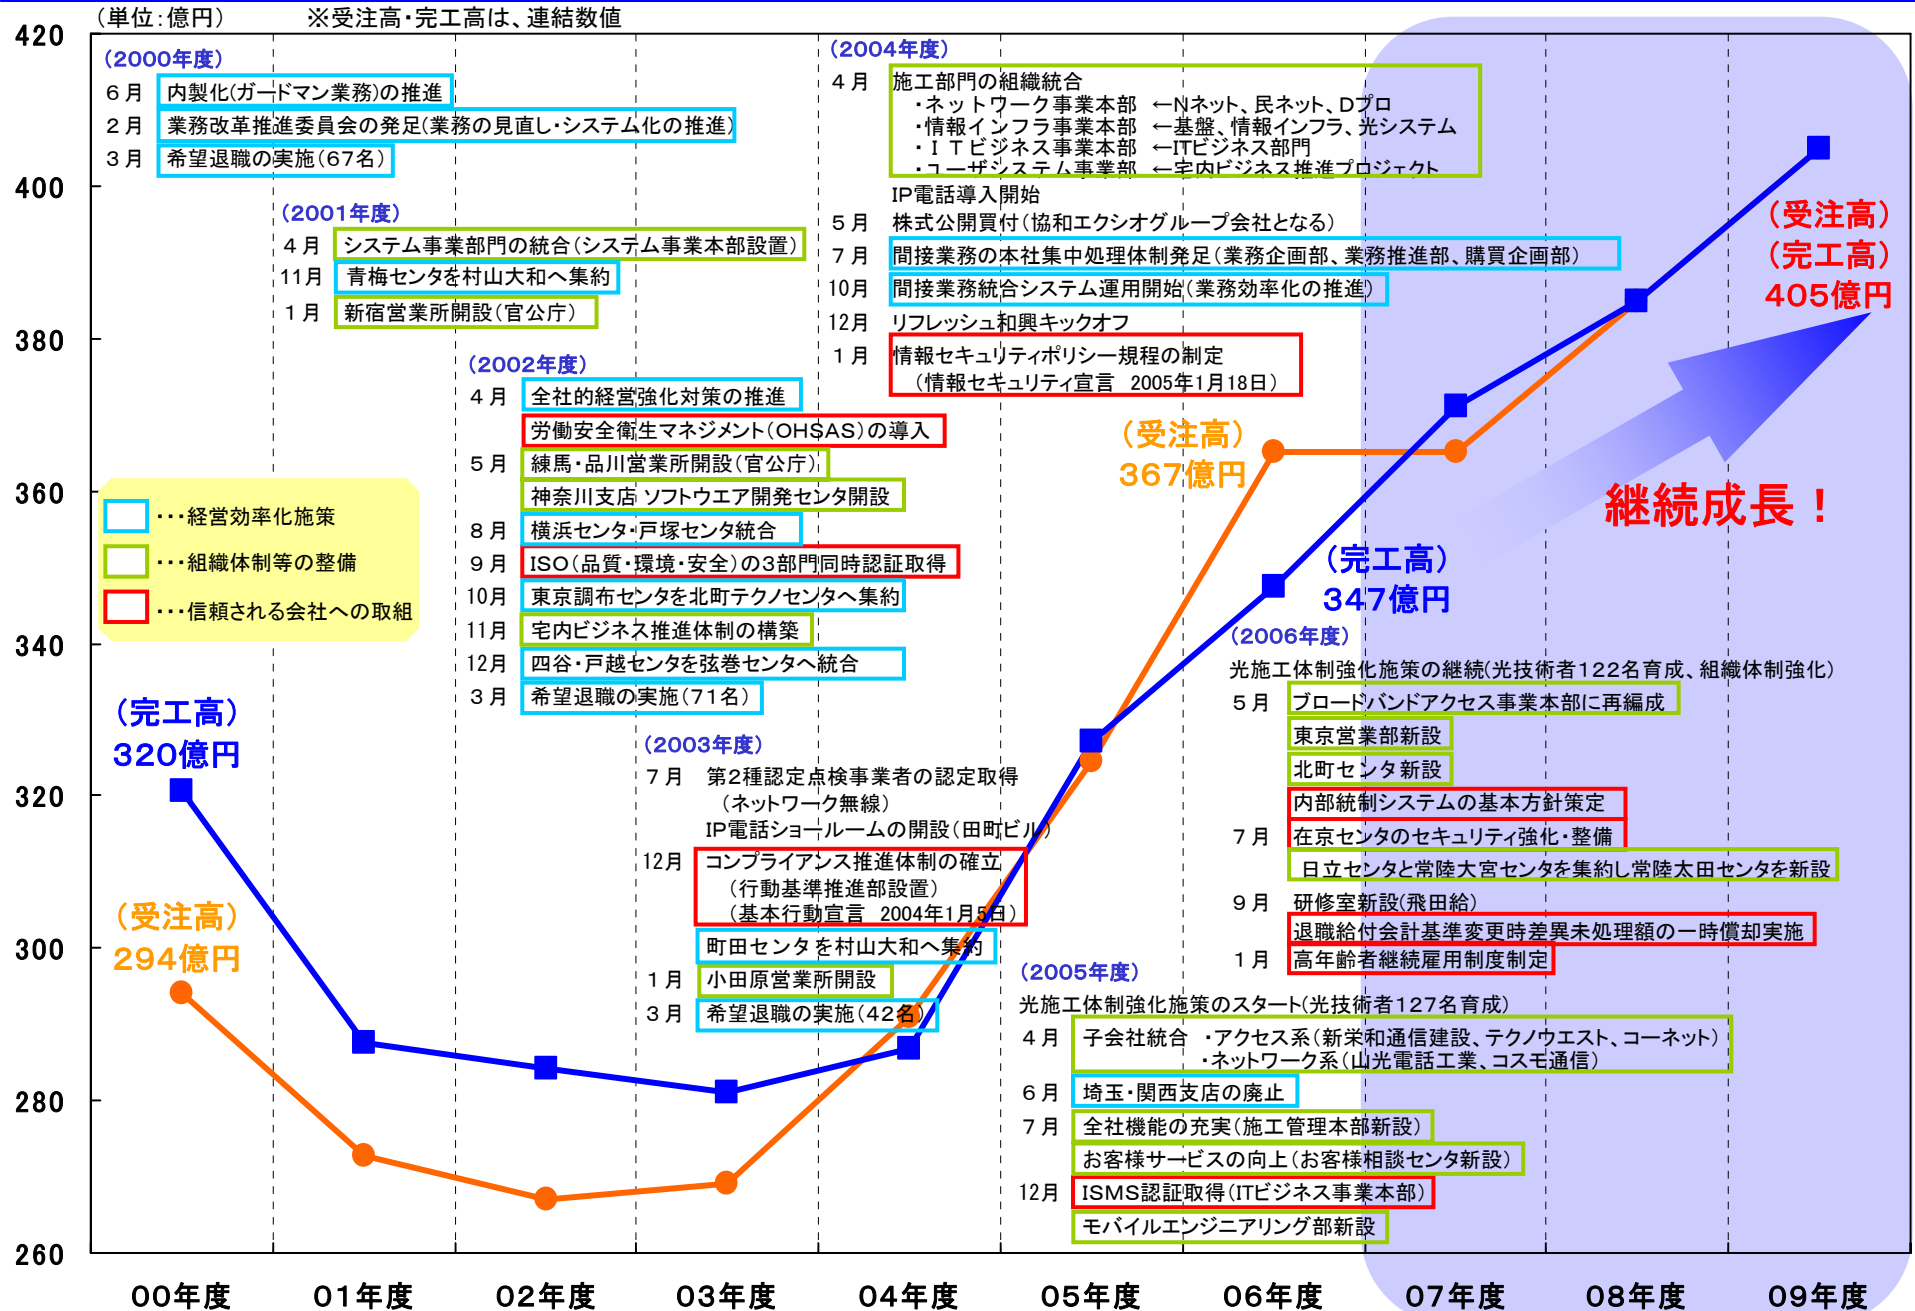 (単位:億円) ※受注高・完工高は、連結数値
420
400
380
360
340
320
300
280
260
(2000年度)
6月 内製化(ガードマン業務)の推進
2月 業務改革推進委員会の発足(業務の見直し・システム化の推進)
3月 希望退職の実施(67名)
(2001年度)
4月 システム事業部門の統合(システム事業本部設置)
11月 青梅センタを村山大和へ集約
1月 新宿営業所開設(官公庁)
(2002年度)
4月 全社的経営強化対策の推進
労働安全衛生マネジメント(OHSAS)の導入
5月 練馬・品川営業所開設(官公庁)
神奈川支店 ソフトウエア開発センタ開設
8月 横浜センタ・戸塚センタ統合
9月 ISO(品質・環境・安全)の3部門同時認証取得
10月 東京調布センタを北町テクノセンタへ集約
11月 宅内ビジネス推進体制の構築
12月 四谷・戸越センタを弦巻センタへ統合
3月 希望退職の実施(71名)
(2003年度)
7月 第2種認定点検事業者の認定取得
(ネットワーク無線)
IP電話ショールームの開設(田町ビル)
12月 コンプライアンス推進体制の確立
(行動基準推進部設置)
(基本行動宣言 2004年1月5日)
町田センタを村山大和へ集約
1月 小田原営業所開設
3月 希望退職の実施(42名)
(2004年度)
4月 施工部門の組織統合
・ネットワーク事業本部 ←Nネット、民ネット、Dプロ
・情報インフラ事業本部 ←基盤、情報インフラ、光システム
・ITビジネス事業本部 ←ITビジネス部門
・ユーザシステム事業部 ←宅内ビジネス推進プロジェクト
IP電話導入開始
5月 株式公開買付(協和エクシオグループ会社となる)
7月 間接業務の本社集中処理体制発足(業務企画部、業務推進部、購買企画部)
10月 間接業務統合システム運用開始(業務効率化の推進)
12月 リフレッシュ和興キックオフ
1月 情報セキュリティポリシー規程の制定
(情報セキュリティ宣言 2005年1月18日)
(2005年度)
光施工体制強化施策のスタート(光技術者127名育成)
4月 子会社統合 ・アクセス系(新栄和通信建設、テクノウエスト、コーネット)
・ネットワーク系(山光電話工業、コスモ通信)
6月 埼玉・関西支店の廃止
7月 全社機能の充実(施工管理本部新設)
お客様サービスの向上(お客様相談センタ新設)
12月 ISMS認証取得(ITビジネス事業本部)
モバイルエンジニアリング部新設
(2006年度)
光施工体制強化施策の継続(光技術者122名育成、組織体制強化)
5月 ブロードバンドアクセス事業本部に再編成
東京営業部新設
北町センタ新設
内部統制システムの基本方針策定
7月 在京センタのセキュリティ強化・整備
日立センタと常陸大宮センタを集約し常陸太田センタを新設
9月 研修室新設(飛田給)
退職給付会計基準変更時差異未処理額の一時償却実施
1月 高年齢者継続雇用制度制定
・・・経営効率化施策
・・・組織体制等の整備
・・・信頼される会社への取組
(完工高)
320億円
(受注高)
294億円
(受注高)
367億円
(完工高)
347億円
(受注高)
(完工高)
405億円
継続成長!
00年度 01年度 02年度 03年度 04年度 05年度 06年度 07年度 08年度 09年度